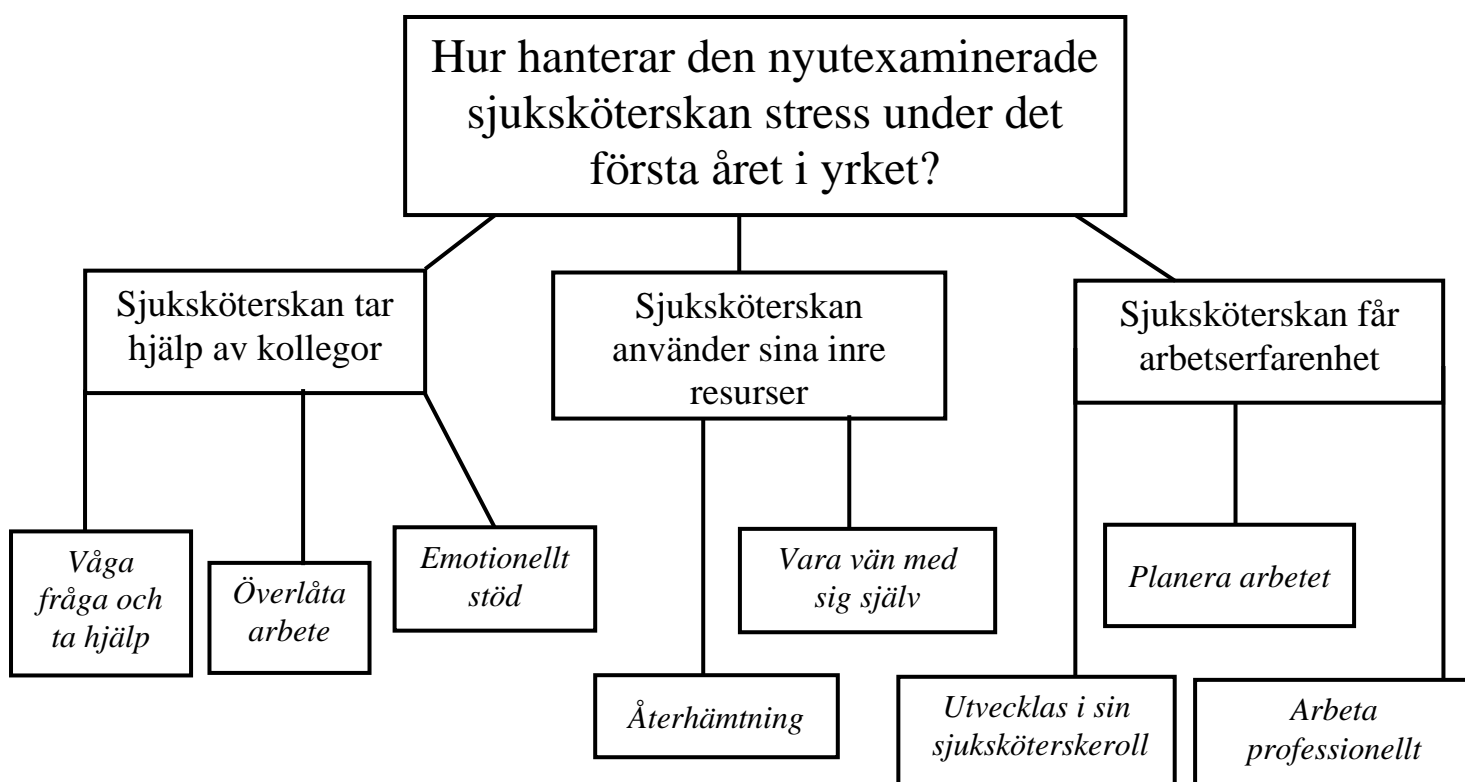 Hur hanterar den nyutexaminerade
sjuksköterskan stress under det
första året i yrket?
Sjuksköterskan tar
hjälp av kollegor
Sjuksköterskan
använder sina inre
resurser
Sjuksköterskan får
arbetserfarenhet
Våga
fråga och
ta hjälp
Överlåta
arbete
Emotionellt
stöd
Återhämtning
Vara vän med
sig själv
Utvecklas i sin
sjuksköterskeroll
Planera arbetet
Arbeta
professionellt